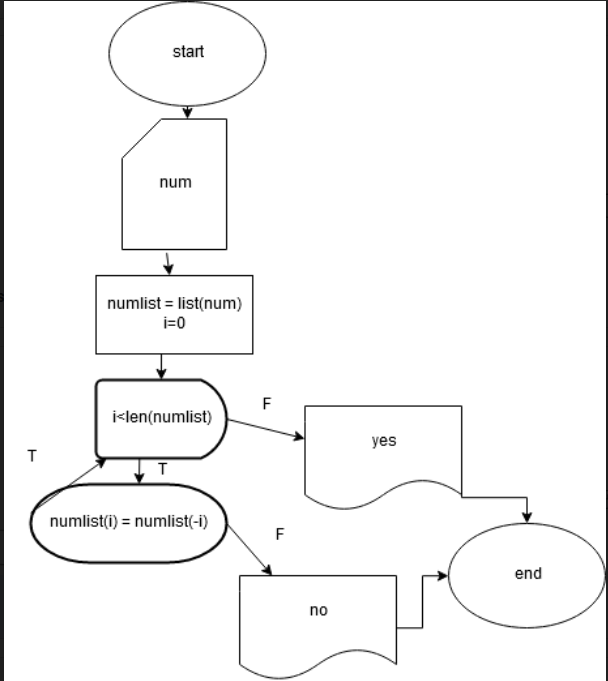 start
num
numlist = list(num)
i=0
i<len(numlist)
F
yes
T
T
numlist(i) = numlist(-i)
F
end
no